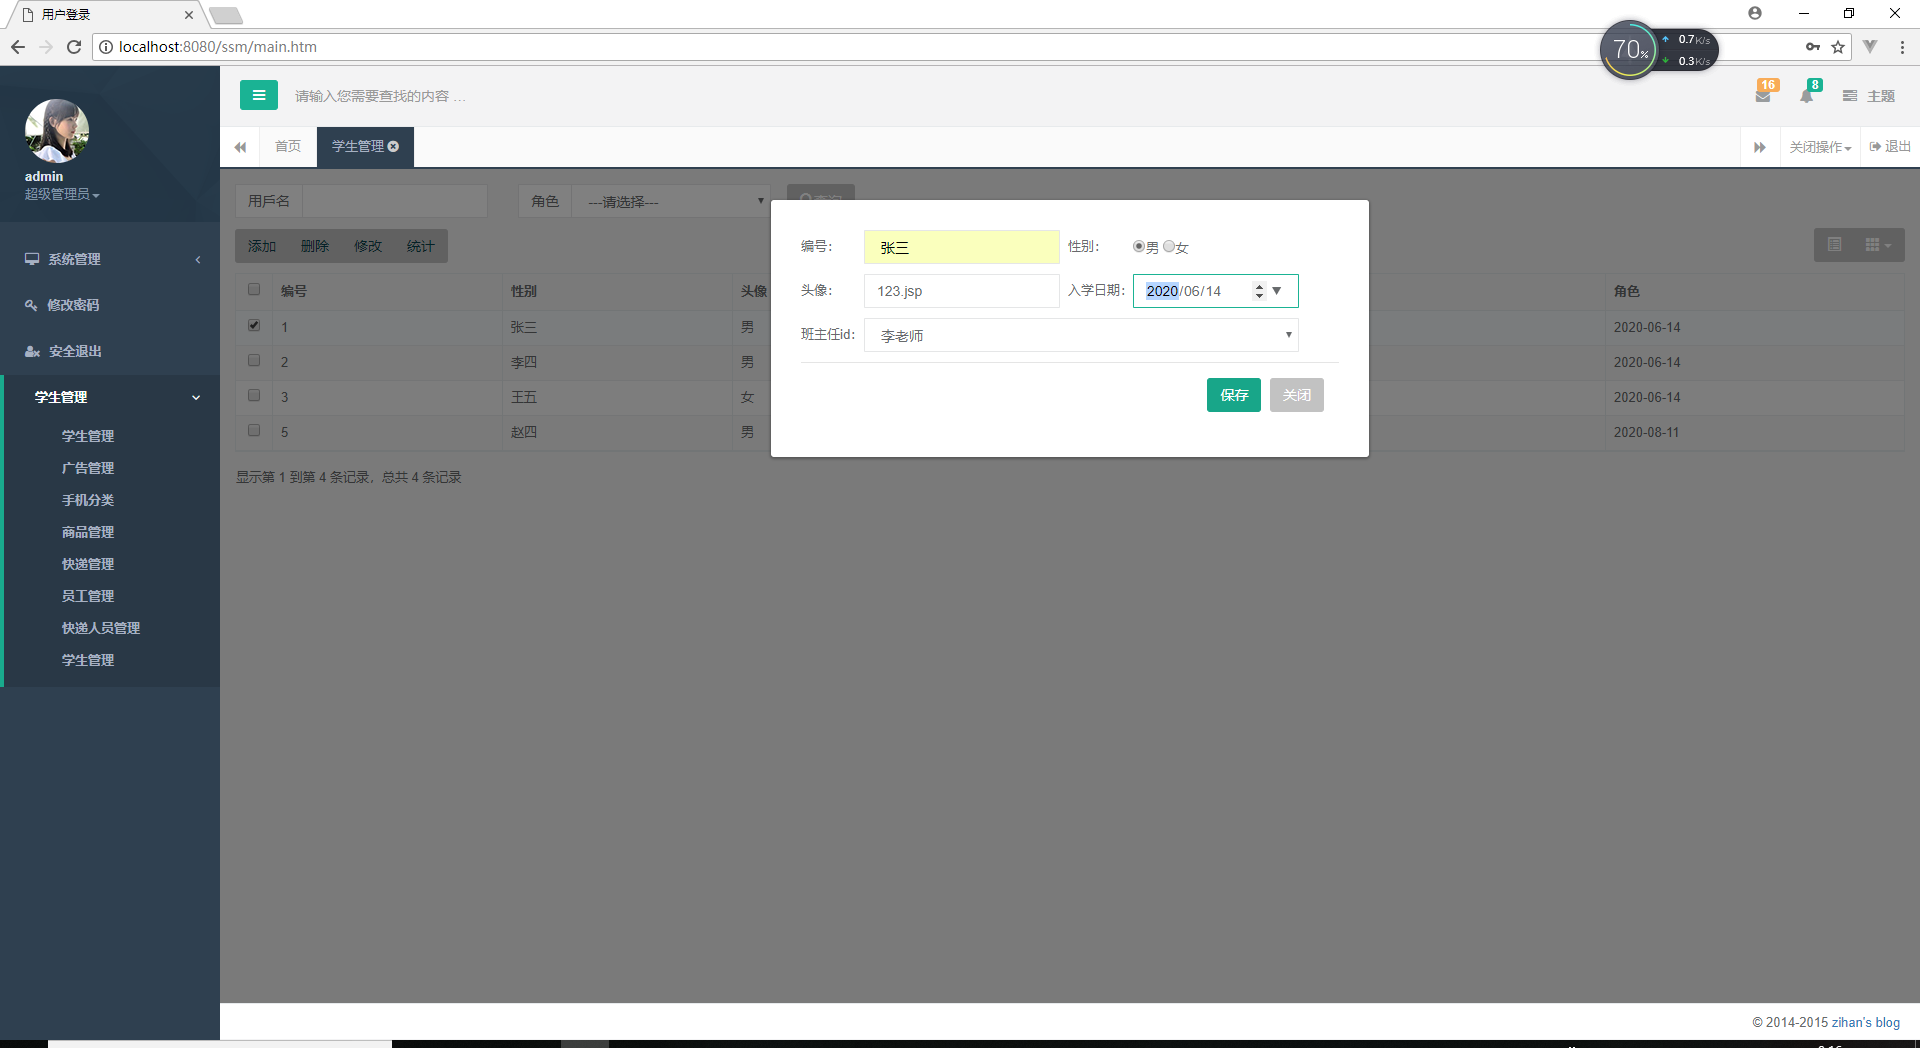 用户登录
localhost:8080/ssm/main.htm
70%
0.7K/s
0.3K/s
admin
超级管理员
系统管理
修改密码
安全退出
学生管理
学生管理
广告管理
手机分类
商品管理
快递管理
员工管理
快递人员管理
学生管理
请输入您需要查找的内容 …
16
8
主题
首页
学生管理
关闭操作
退出
用戶名
角色
---请选择---
添加 删除 修改 统计
编号 性别 头像 角色
1 张三 男 2020-06-14
2 李四 男 2020-06-14
3 王五 女 2020-06-14
5 赵四 男 2020-08-11
显示第 1 到第 4 条记录，总共 4 条记录
编号: 张三 性别: 男 女
头像: 123.jsp 入学日期: 2020/06/14
班主任id: 李老师
保存 关闭
© 2014-2015 zihan's blog